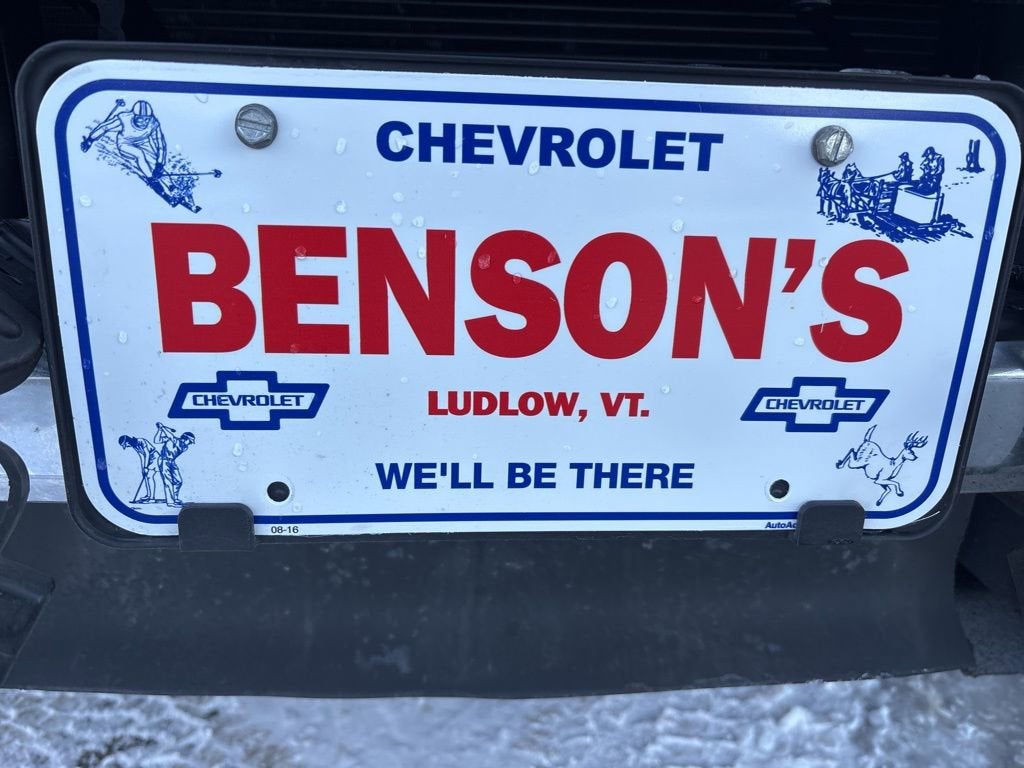 CHEVROLET
BENSON'S
CHEVROLET
LUDLOW, VT.
CHEVROLET
WE'LL BE THERE
08-16